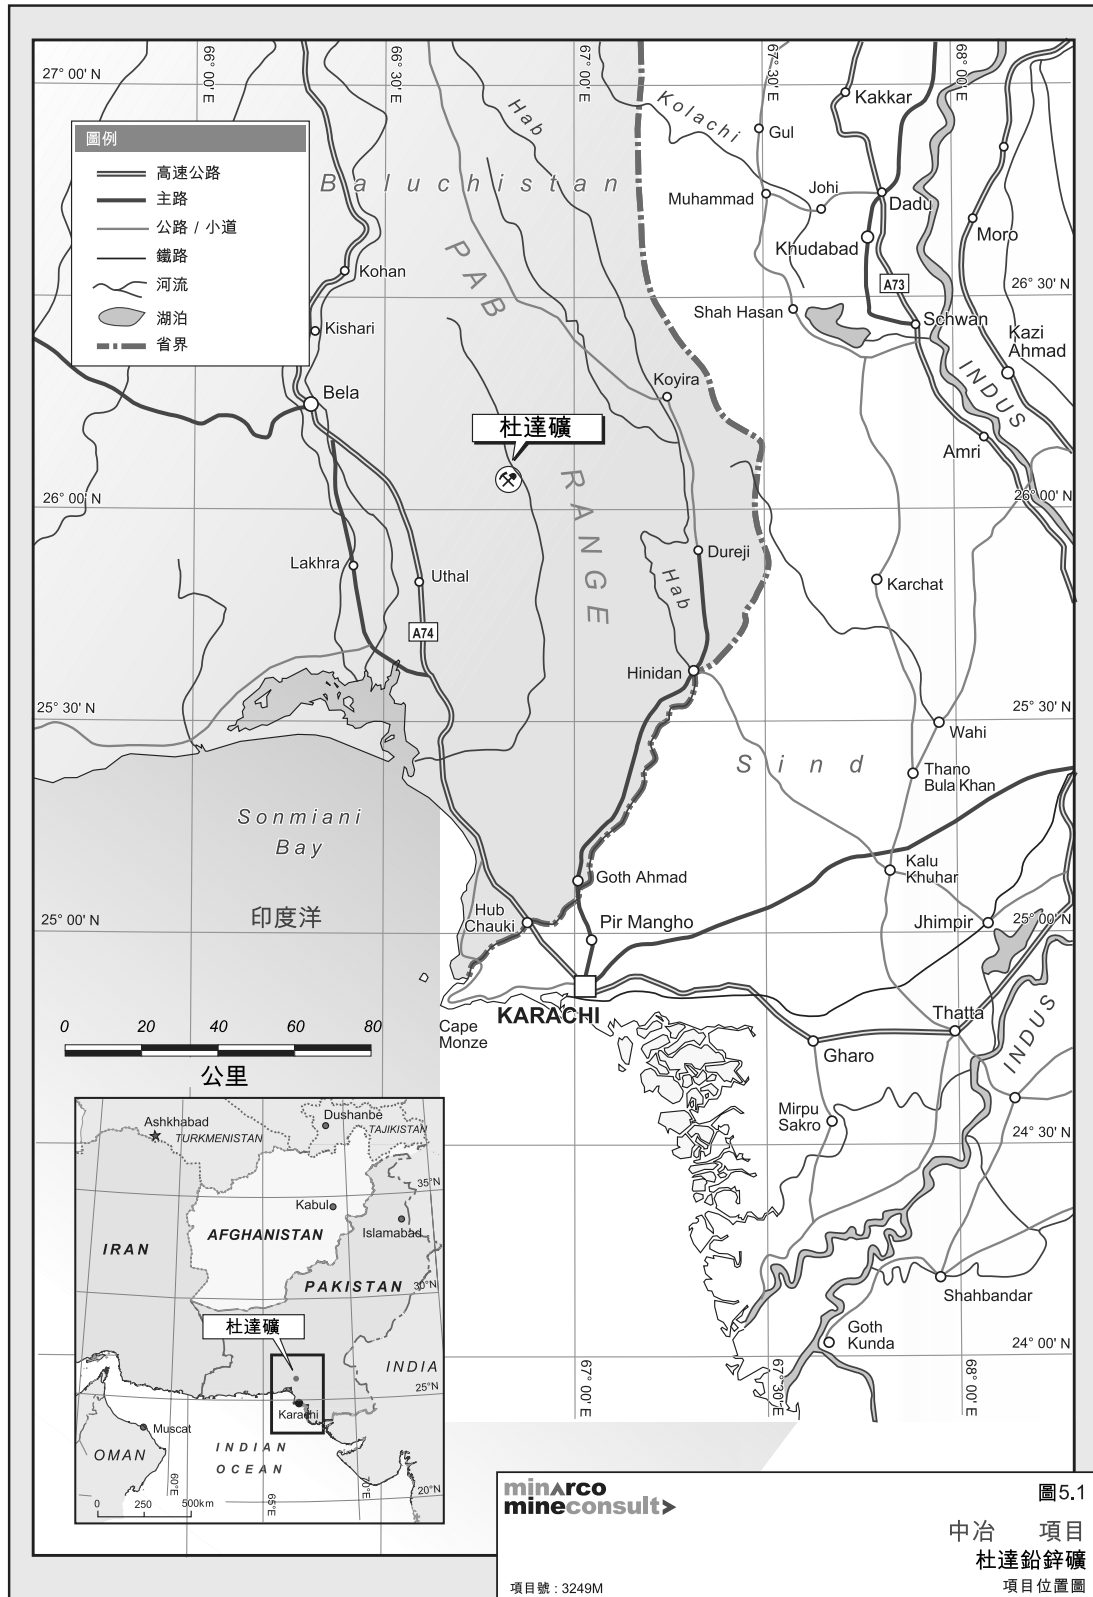 66° 00' E
66° 30' E
67° 00' E
67° 30' E
68° 00' E
27° 00' N
圖例
高速公路
主路
公路 / 小道
鐵路
河流
湖泊
省界
Hab
Kolachi
Kakkar
Gul
Baluchistan
Muhammad
Johi
Dadu
Khudabad
Moro
PAB
Kohan
A73
26° 30' N
Shah Hasan
Schwan
Kishari
Kazi
Ahmad
INDUS
Koyira
Bela
杜達礦
Amri
RANGE
26° 00' N
26° 00' N
Dureji
Lakhra
Uthal
Hab
Karchat
A74
Hinidan
25° 30' N
25° 30' N
Wahi
Sind
Thano
Bula Khan
Sonmiani
Bay
Kalu
Khuhar
Goth Ahmad
印度洋
Hub
Chauki
Pir Mangho
Jhimpir
25° 00' N
25° 00' N
KARACHI
Cape
Monze
Thatta
INDUS
Gharo
0 20 40 60 80
公里
Mirpu
Sakro
24° 30' N
Shahbandar
Goth
Kunda
24° 00' N
67° 00' E
67° 30' E
68° 00' E
Ashkhabad
TURKMENISTAN
Dushanbe
TAJIKISTAN
35°N
Kabul
Islamabad
AFGHANISTAN
IRAN
PAKISTAN
30°N
杜達礦
INDIA
25°N
Karachi
Muscat
OMAN
INDIAN
OCEAN
60°E
65°E
70°E
20°N
0 250 500km
minarco
mineconsult
圖5.1
中冶 項目
杜達鉛鋅礦
項目位置圖
項目號 : 3249M